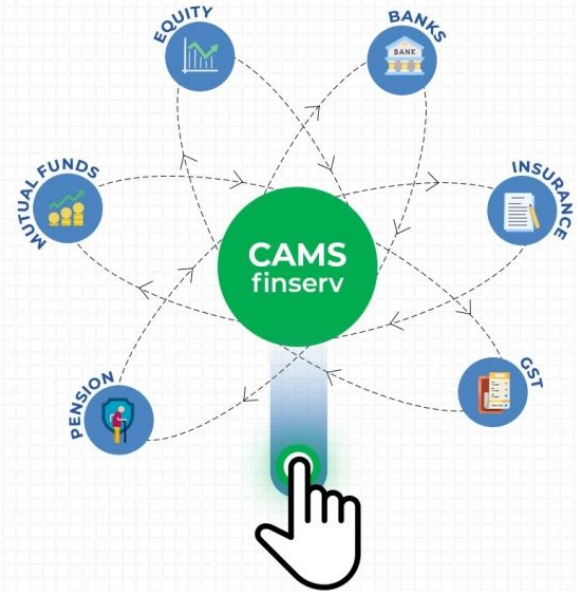 EQUITY
BANKS
BANK
MUTUAL FUNDS
INSURANCE
CAMS
finserv
PENSION
GST